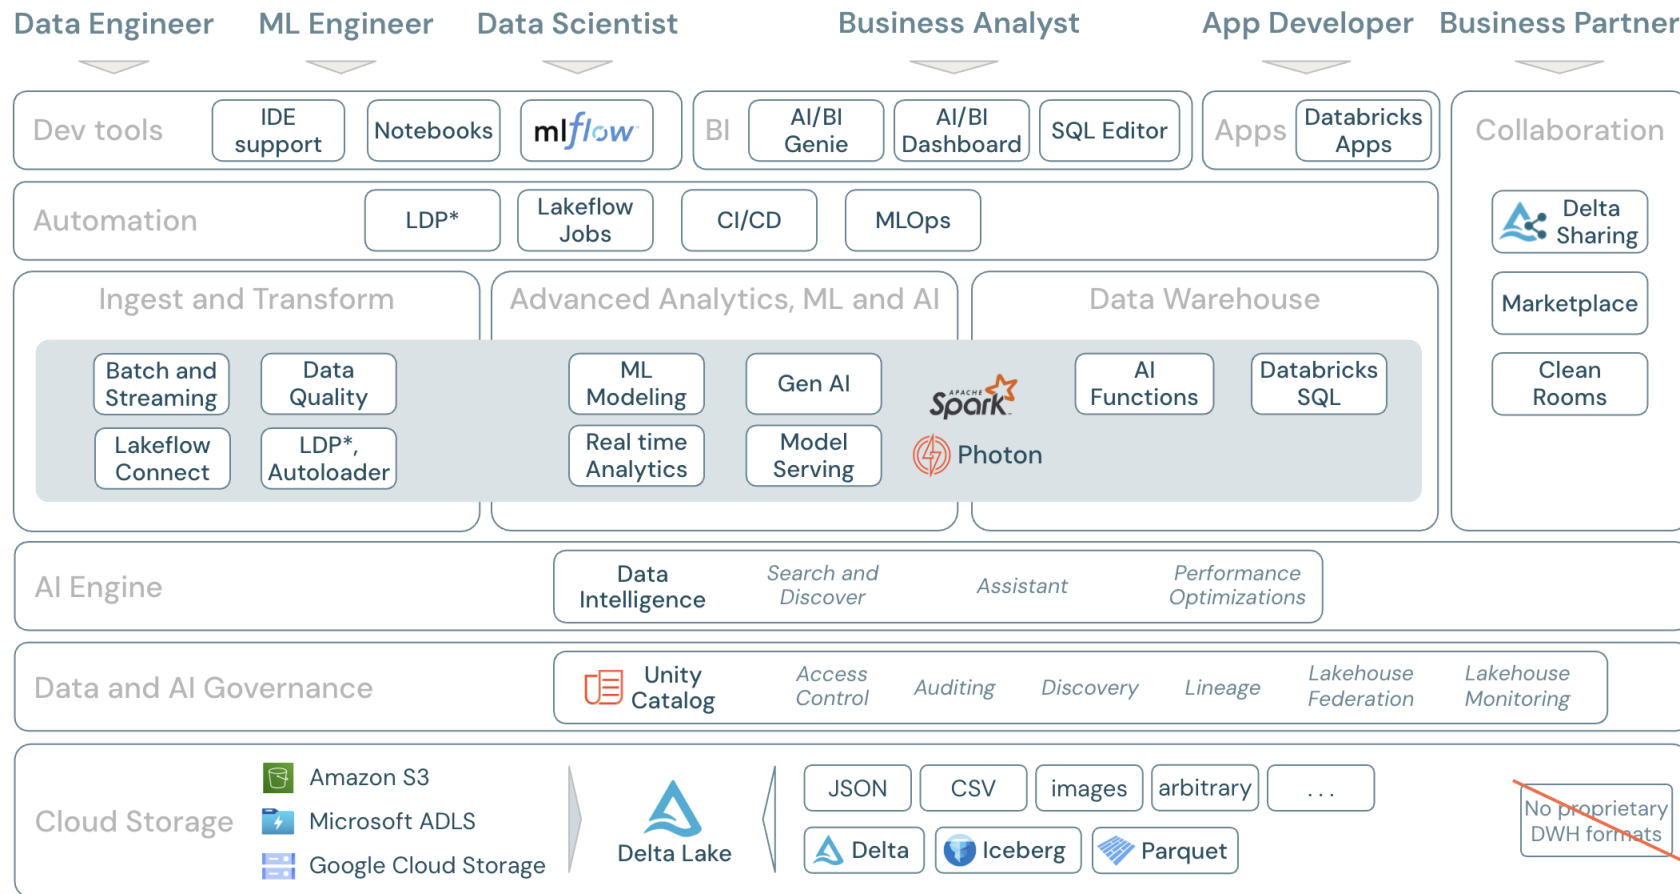 Data Engineer
ML Engineer
Data Scientist
Business Analyst
App Developer
Business Partner
Dev tools
IDE
support
Notebooks
mlflow
BI
AI/BI
Genie
AI/BI
Dashboard
SQL Editor
Apps
Databricks
Apps
Collaboration
Delta
Sharing
Marketplace
Clean
Rooms
Automation
LDP*
Lakeflow
Jobs
CI/CD
MLOps
Ingest and Transform
Batch and
Streaming
Data
Quality
Lakeflow
Connect
LDP*,
Autoloader
Advanced Analytics, ML and AI
ML
Modeling
Gen AI
Real time
Analytics
Model
Serving
APACHE
Spark
Photon
Data Warehouse
AI
Functions
Databricks
SQL
AI Engine
Data
Intelligence
Search and
Discover
Assistant
Performance
Optimizations
Data and AI Governance
Unity
Catalog
Access
Control
Auditing
Discovery
Lineage
Lakehouse
Federation
Lakehouse
Monitoring
Cloud Storage
Amazon S3
Microsoft ADLS
Google Cloud Storage
Delta Lake
JSON
CSV
images
arbitrary
...
Delta
Iceberg
Parquet
No proprietary
DWH formats